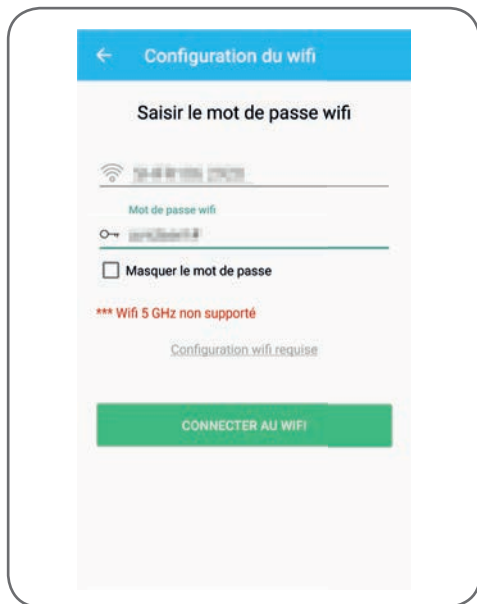 Configuration du wifi
Saisir le mot de passe wifi
Mot de passe wifi
Masquer le mot de passe
*** Wifi 5 GHz non supporté
Configuration wifi requise
CONNECTER AU WIFI